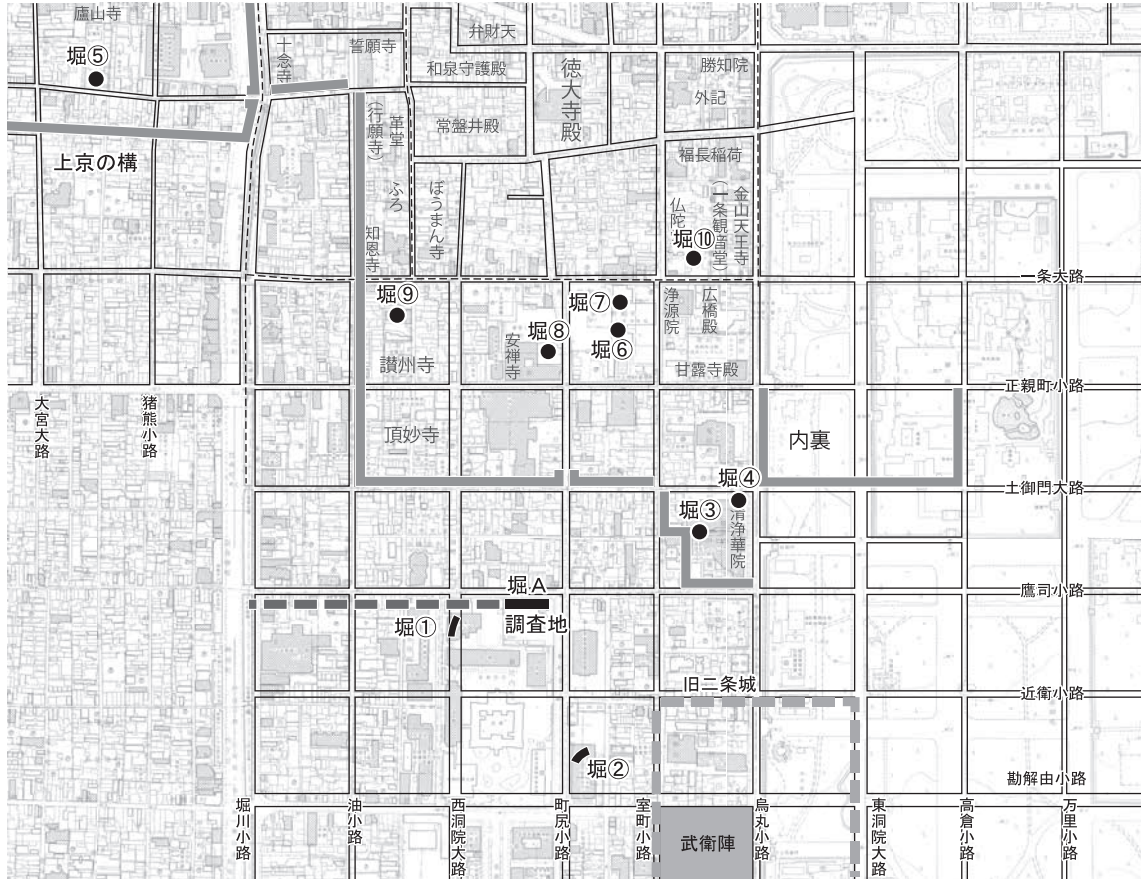 廬山寺
堀⑤
十念寺
誓願寺
弁財天
和泉守護殿
徳大寺殿
勝知院
外記
上京の構
革堂
(行願寺)
常盤井殿
ふろ
知恩寺
ぼうまん寺
福長稲荷
金山天王寺
(一条観音堂)
仏陀
堀⑩
一条大路
堀⑨
堀⑦
堀⑧
堀⑥
浄源院
広橋殿
讃州寺
安禅寺
甘露寺殿
正親町小路
大宮大路
猪熊小路
頂妙寺
内裏
土御門大路
堀④
堀③
清浄華院
堀A
鷹司小路
堀①
調査地
旧二条城
近衛小路
堀②
勘解由小路
堀川小路
油小路
西洞院大路
町尻小路
室町小路
烏丸小路
東洞院大路
高倉小路
万里小路
武衛陣